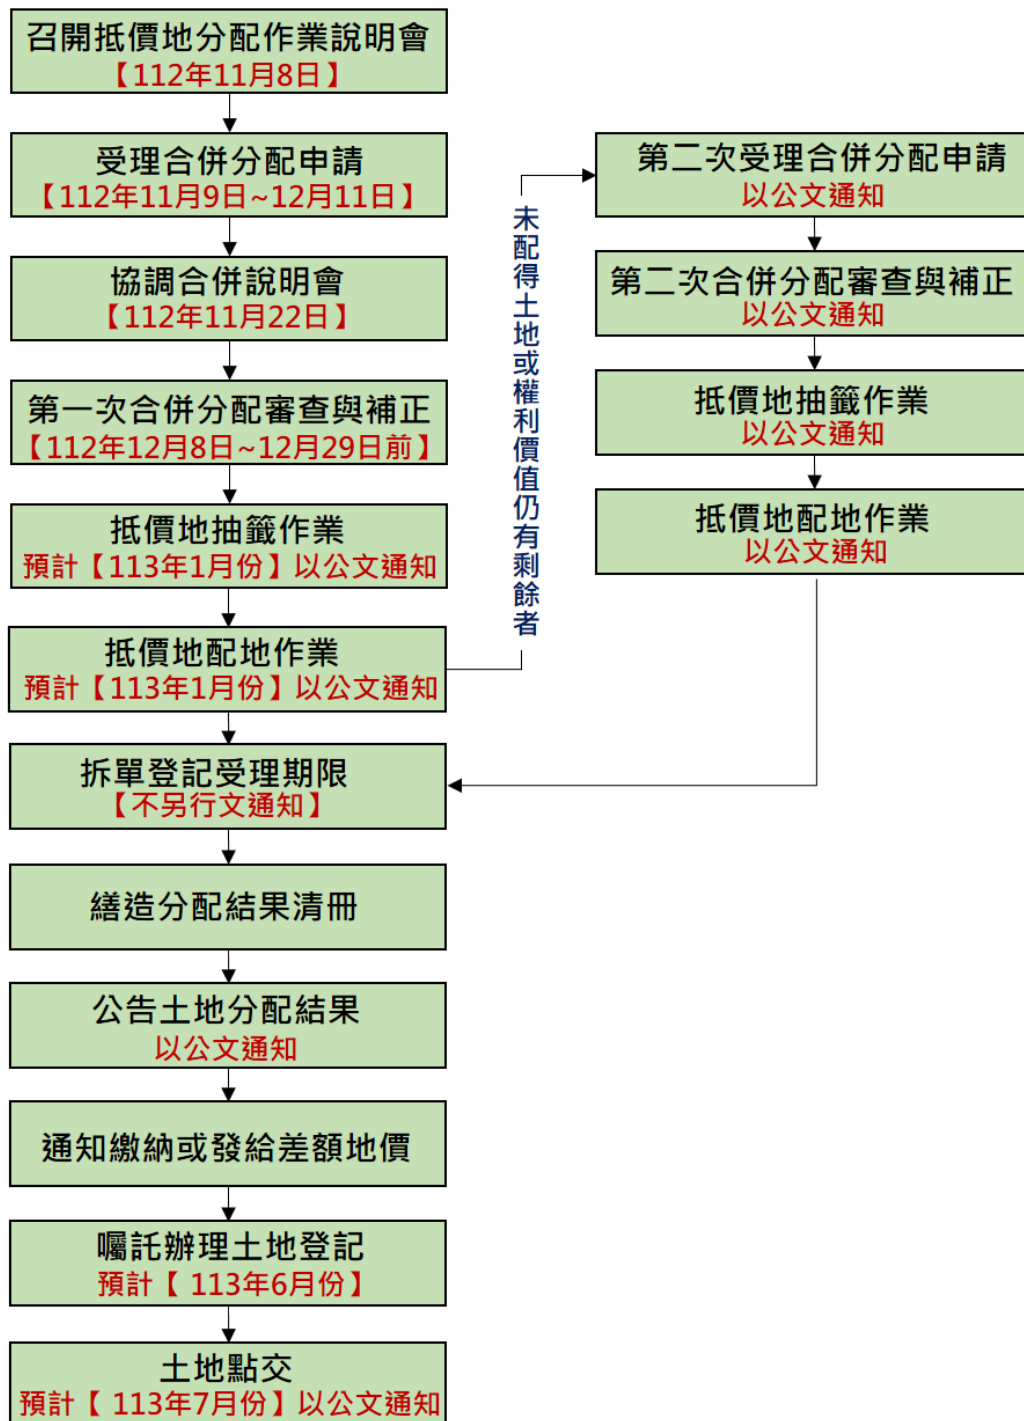 召開抵價地分配作業說明會
【112年11月8日】
受理合併分配申請
【112年11月9日~12月11日】
協調合併說明會
【112年11月22日】
第一次合併分配審查與補正
【112年12月8日~12月29日前】
抵價地抽籤作業
預計【113年1月份】以公文通知
抵價地配地作業
預計【113年1月份】以公文通知
未配得土地或權利價值仍有剩餘者
第二次受理合併分配申請
以公文通知
第二次合併分配審查與補正
以公文通知
抵價地抽籤作業
以公文通知
抵價地配地作業
以公文通知
拆單登記受理期限
【不另行文通知】
繕造分配結果清冊
公告土地分配結果
以公文通知
通知繳納或發給差額地價
囑託辦理土地登記
預計【 113年6月份】
土地點交
預計【 113年7月份】以公文通知